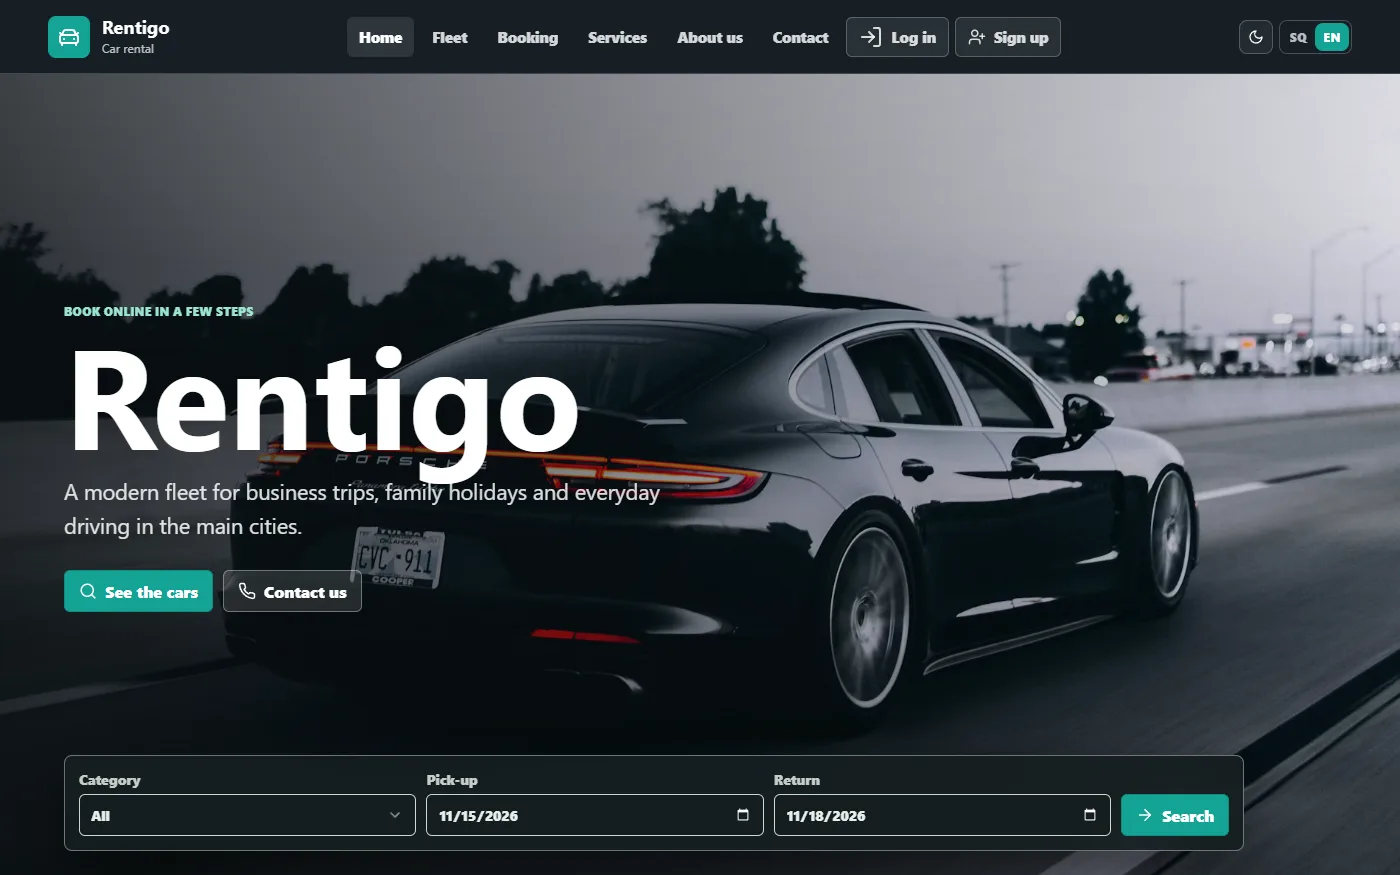 Rentigo
Car rental
Home
Fleet
Booking
Services
About us
Contact
Log in
Sign up
SQ
EN
BOOK ONLINE IN A FEW STEPS
Rentigo
PORSCHE
A modern fleet for business trips, family holidays and everyday
driving in the main cities.
OKLAHOMA
CVC-911
COOPER
See the cars
Contact us
Category
Pick-up
Return
All
11/15/2026
11/18/2026
Search